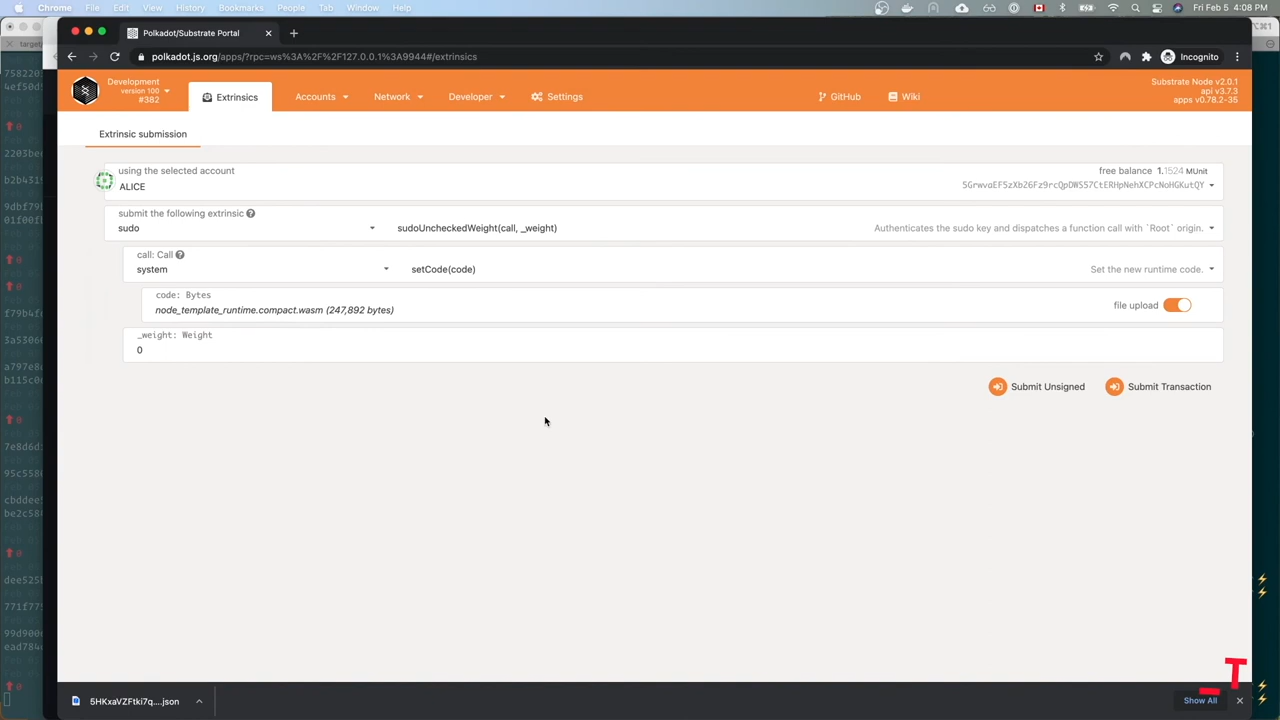 Chrome File Edit View History Bookmarks People Tab Window Help
Fri Feb 5 4:08 PM
Polkadot/Substrate Portal
polkadot.js.org/apps/?rpc=ws%3A%2F%2F127.0.0.1%3A9944#/extrinsics
Incognito
Development
version 100
#382
Extrinsics
Accounts
Network
Developer
Settings
GitHub
Wiki
Substrate Node v2.0.1
api v3.7.3
apps v0.78.2-35
Extrinsic submission
using the selected account
free balance 1.1524 MUnit
ALICE
5GrwvaEF5zXb26Fz9rcQpDWS57CtERHpNehXCPcNoHGKutQY
submit the following extrinsic
sudo
sudoUncheckedWeight(call, _weight)
Authenticates the sudo key and dispatches a function call with `Root` origin.
call: Call
system
setCode(code)
Set the new runtime code.
code: Bytes
node_template_runtime.compact.wasm (247,892 bytes)
file upload
_weight: Weight
0
Submit Unsigned
Submit Transaction
5HKxaVZFtki7q....json
Show All